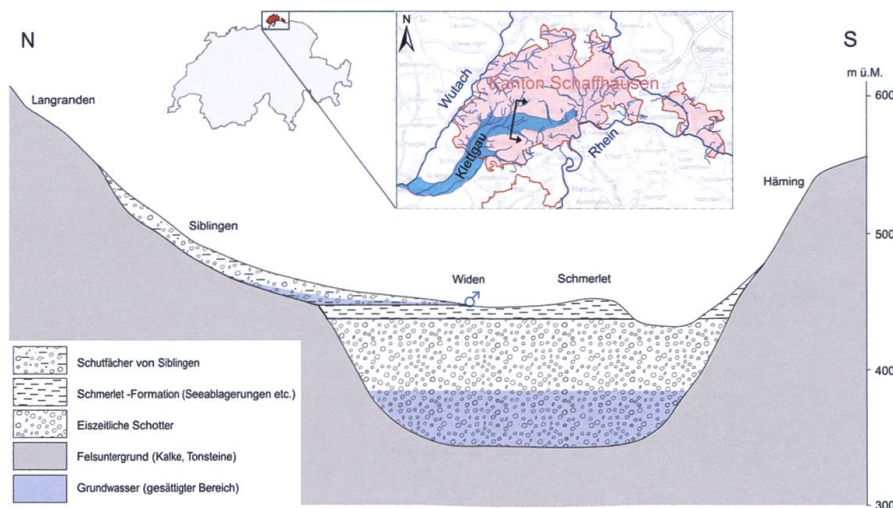 N
S
N
Kanton Schaffhausen
Wutach
Klettgau
Rhein
m ü.M.
600
500
400
300
Langranden
Siblingen
Widen
Schmerlet
Häming
Schutfächer von Siblingen
Schmerlet -Formation (Seeablagerungen etc.)
Eiszeitliche Schotter
Felsuntergrund (Kalke, Tonsteine)
Grundwasser (gesättigter Bereich)